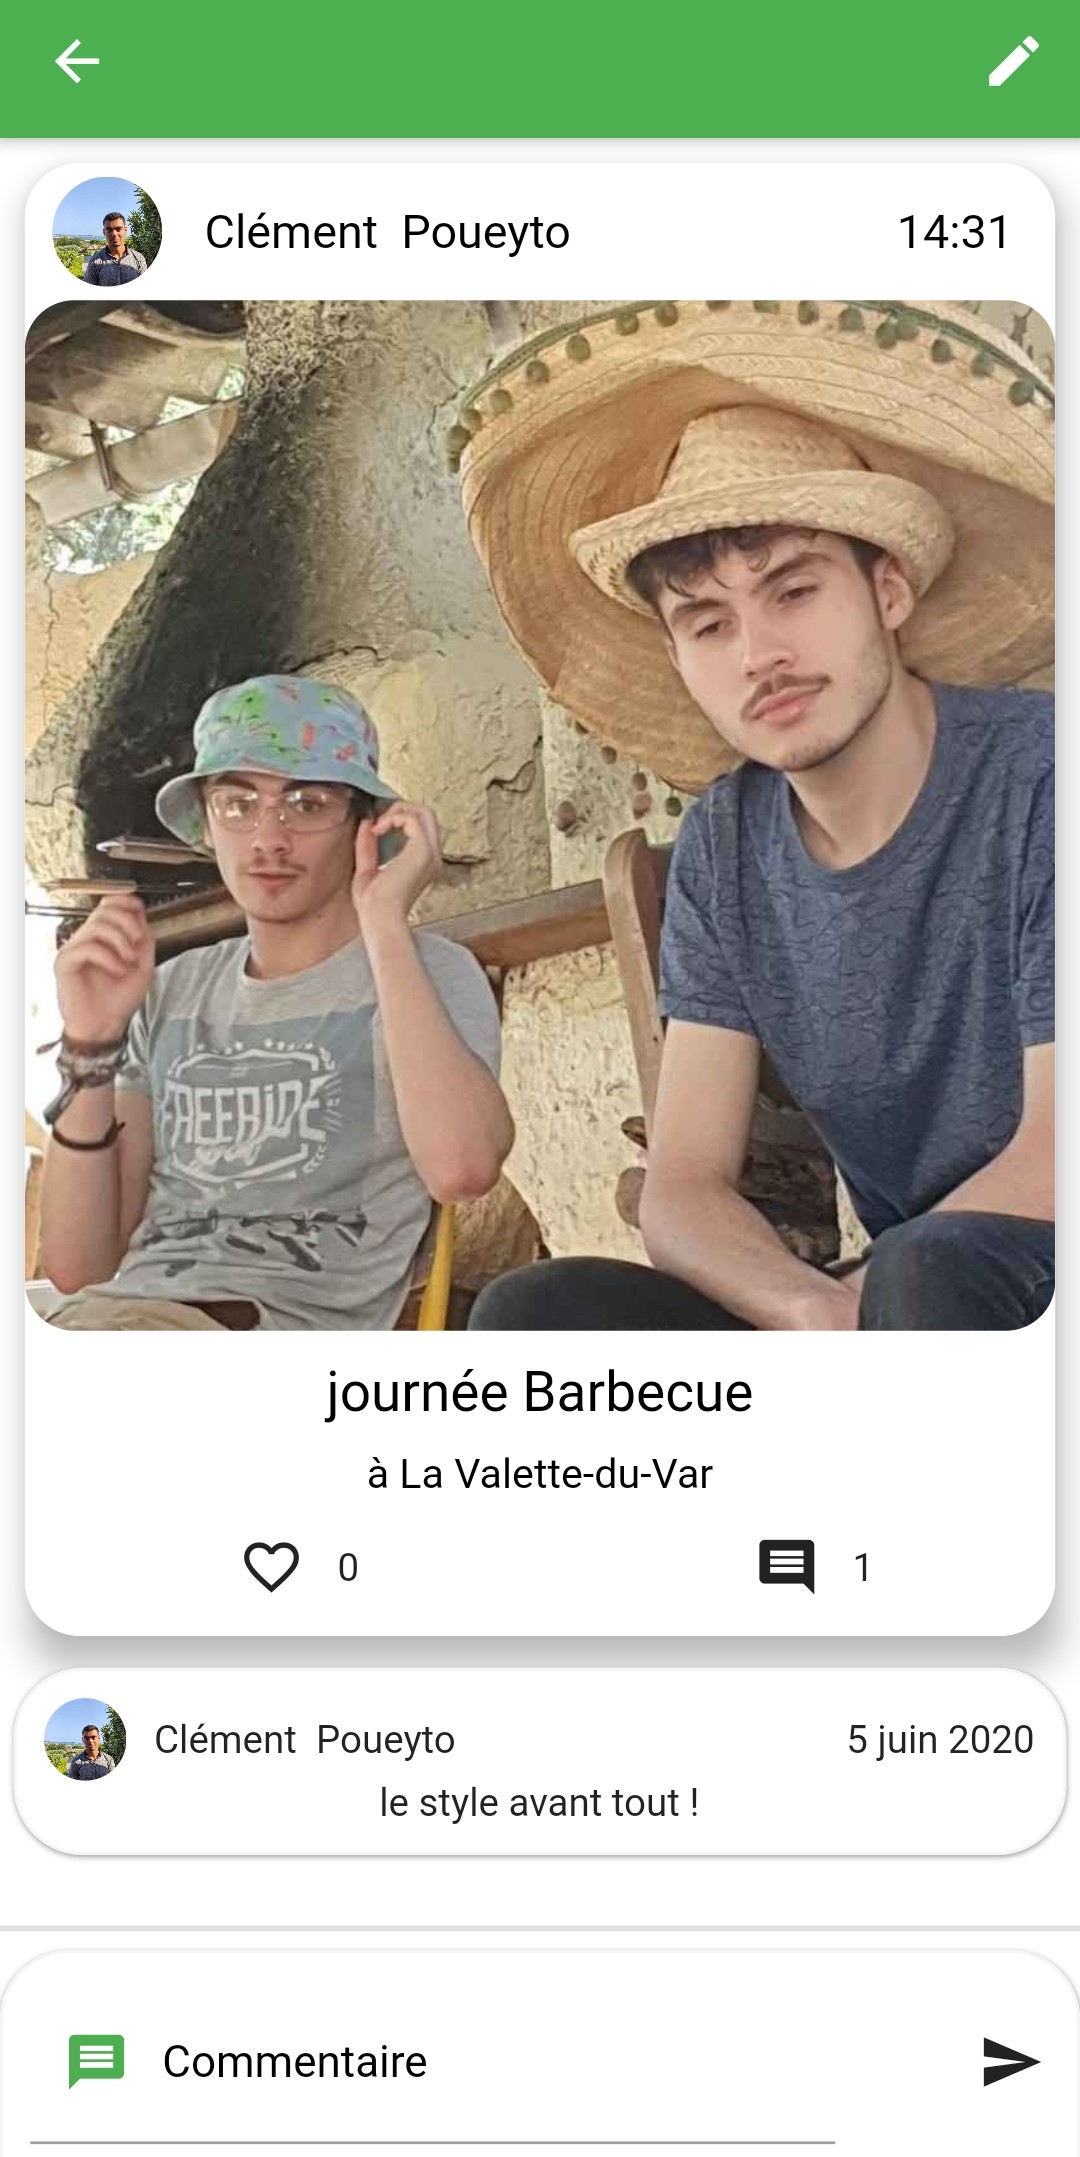 Clément  Poueyto 14:31
FREERIDE
journée Barbecue
à La Valette-du-Var
0 1
Clément  Poueyto 5 juin 2020
le style avant tout !
Commentaire